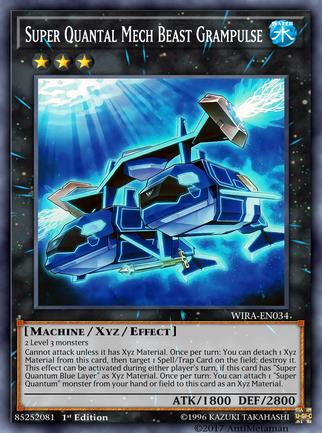 Super Quantal Mech Beast Grampulse
WATER
水
WIRA-EN034
[Machine / Xyz / Effect]
2 Level 3 monsters
Cannot attack unless it has Xyz Material. Once per turn: You can detach 1 Xyz
Material from this card, then target 1 Spell/Trap Card on the field; destroy it.
This effect can be activated during either player's turn, if this card has "Super
Quantum Blue Layer" as Xyz Material. Once per turn: You can attach 1 "Super
Quantum" monster from your hand or field to this card as an Xyz Material.
ATK/1800 DEF/2800
85252081 1st Edition ©1996 KAZUKI TAKAHASHI
©2017 AntiMetaman